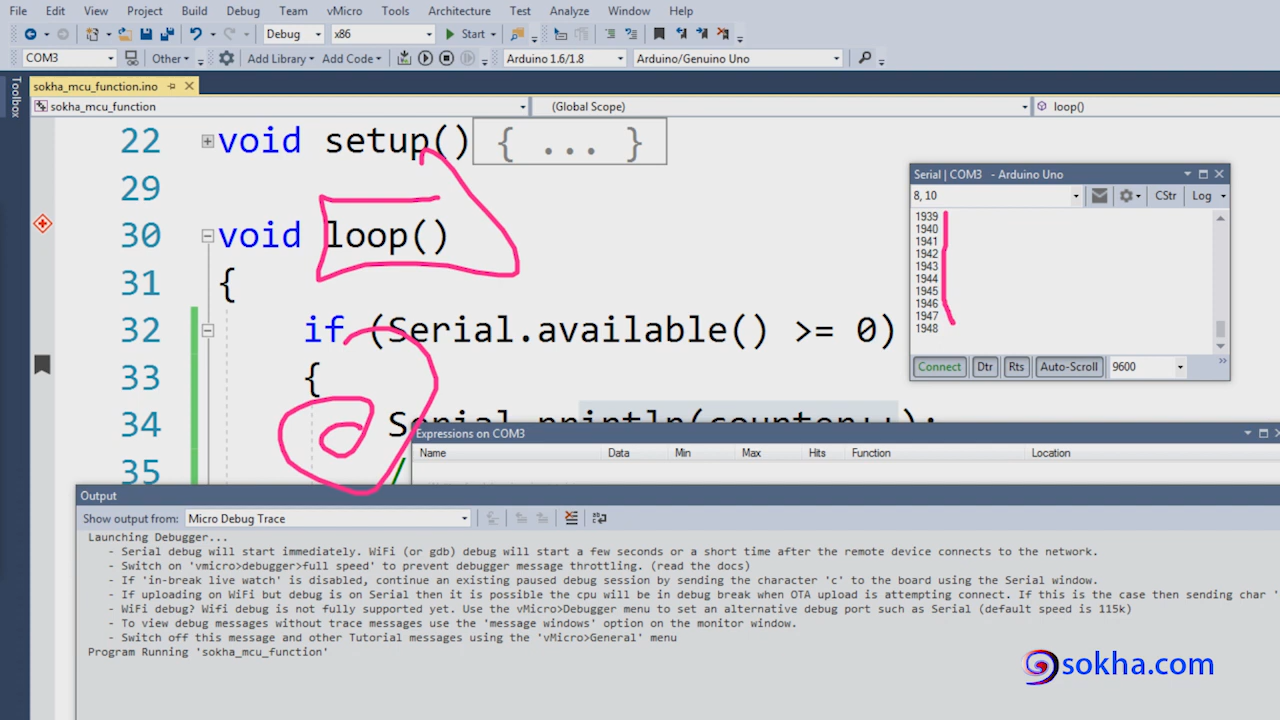 File Edit View Project Build Debug Team vMicro Tools Architecture Test Analyze Window Help
Debug x86 Start
COM3 Other Add Library Add Code Arduino 1.6/1.8 Arduino/Genuino Uno
Toolbox
sokha_mcu_function.ino
sokha_mcu_function (Global Scope) loop()
22 void setup() { ... }
29
30 void loop()
31 {
32 if (Serial.available() >= 0)
33 {
34 Serial.println(counter++);
35
Serial | COM3 - Arduino Uno
8, 10 CStr Log
1939
1940
1941
1942
1943
1944
1945
1946
1947
1948
Connect Dtr Rts Auto-Scroll 9600
Expressions on COM3
Name Data Min Max Hits Function Location
Output
Show output from: Micro Debug Trace
Launching Debugger...
- Serial debug will start immediately. WiFi (or gdb) debug will start a few seconds or a short time after the remote device connects to the network.
- Switch on 'vmicro>debugger>full speed' to prevent debugger message throttling. (read the docs)
- If 'in-break live watch' is disabled, continue an existing paused debug session by sending the character 'c' to the board using the Serial window.
- If uploading on WiFi but debug is on Serial then it is possible the cpu will be in debug break when OTA upload is attempting connect. If this is the case then sending char '
- WiFi debug? Wifi debug is not fully supported yet. Use the vMicro>Debugger menu to set an alternative debug port such as Serial (default speed is 115k)
- To view debug messages without trace messages use the 'message windows' option on the monitor window.
- Switch off this message and other Tutorial messages using the 'vMicro>General' menu
Program Running 'sokha_mcu_function'
sokha.com